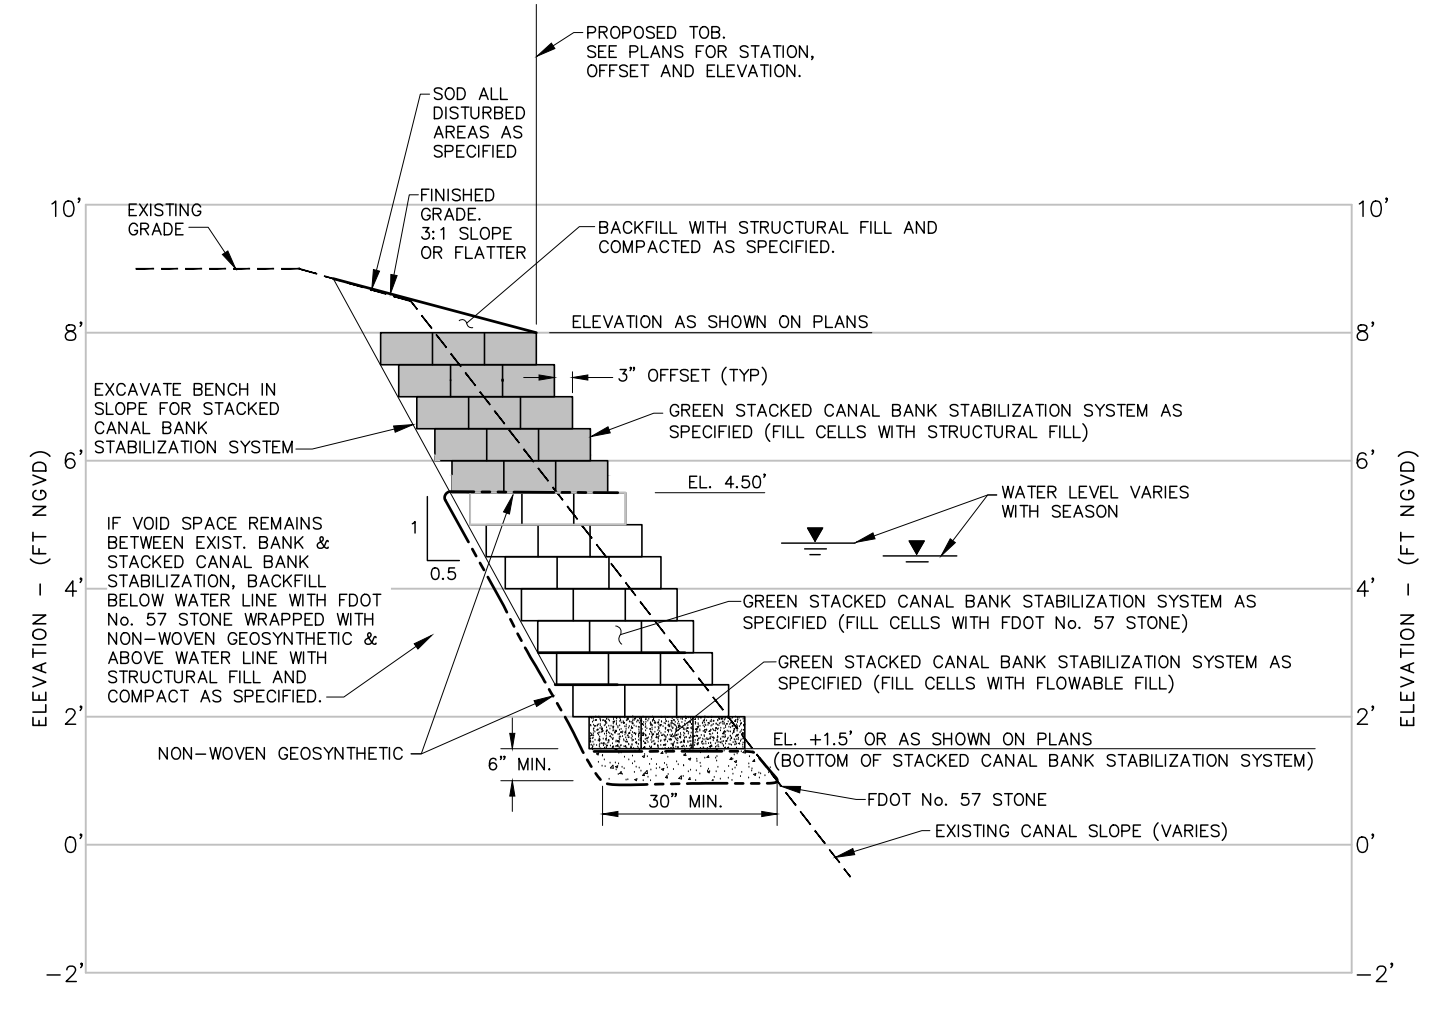 PROPOSED TOB.
SEE PLANS FOR STATION,
OFFSET AND ELEVATION.
SOD ALL
DISTURBED
AREAS AS
SPECIFIED
FINISHED
GRADE.
3:1 SLOPE
OR FLATTER
EXISTING
GRADE
BACKFILL WITH STRUCTURAL FILL AND
COMPACTED AS SPECIFIED.
10'
10'
8'
8'
6'
6'
4'
4'
2'
2'
0'
0'
-2'
-2'
ELEVATION - (FT NGVD)
ELEVATION - (FT NGVD)
ELEVATION AS SHOWN ON PLANS
3" OFFSET (TYP)
EXCAVATE BENCH IN
SLOPE FOR STACKED
CANAL BANK
STABILIZATION SYSTEM
GREEN STACKED CANAL BANK STABILIZATION SYSTEM AS
SPECIFIED (FILL CELLS WITH STRUCTURAL FILL)
EL. 4.50'
WATER LEVEL VARIES
WITH SEASON
1
0.5
IF VOID SPACE REMAINS
BETWEEN EXIST. BANK &
STACKED CANAL BANK
STABILIZATION, BACKFILL
BELOW WATER LINE WITH FDOT
No. 57 STONE WRAPPED WITH
NON-WOVEN GEOSYNTHETIC &
ABOVE WATER LINE WITH
STRUCTURAL FILL AND
COMPACT AS SPECIFIED.
GREEN STACKED CANAL BANK STABILIZATION SYSTEM AS
SPECIFIED (FILL CELLS WITH FDOT No. 57 STONE)
GREEN STACKED CANAL BANK STABILIZATION SYSTEM AS
SPECIFIED (FILL CELLS WITH FLOWABLE FILL)
NON-WOVEN GEOSYNTHETIC
6" MIN.
30" MIN.
EL. +1.5' OR AS SHOWN ON PLANS
(BOTTOM OF STACKED CANAL BANK STABILIZATION SYSTEM)
FDOT No. 57 STONE
EXISTING CANAL SLOPE (VARIES)